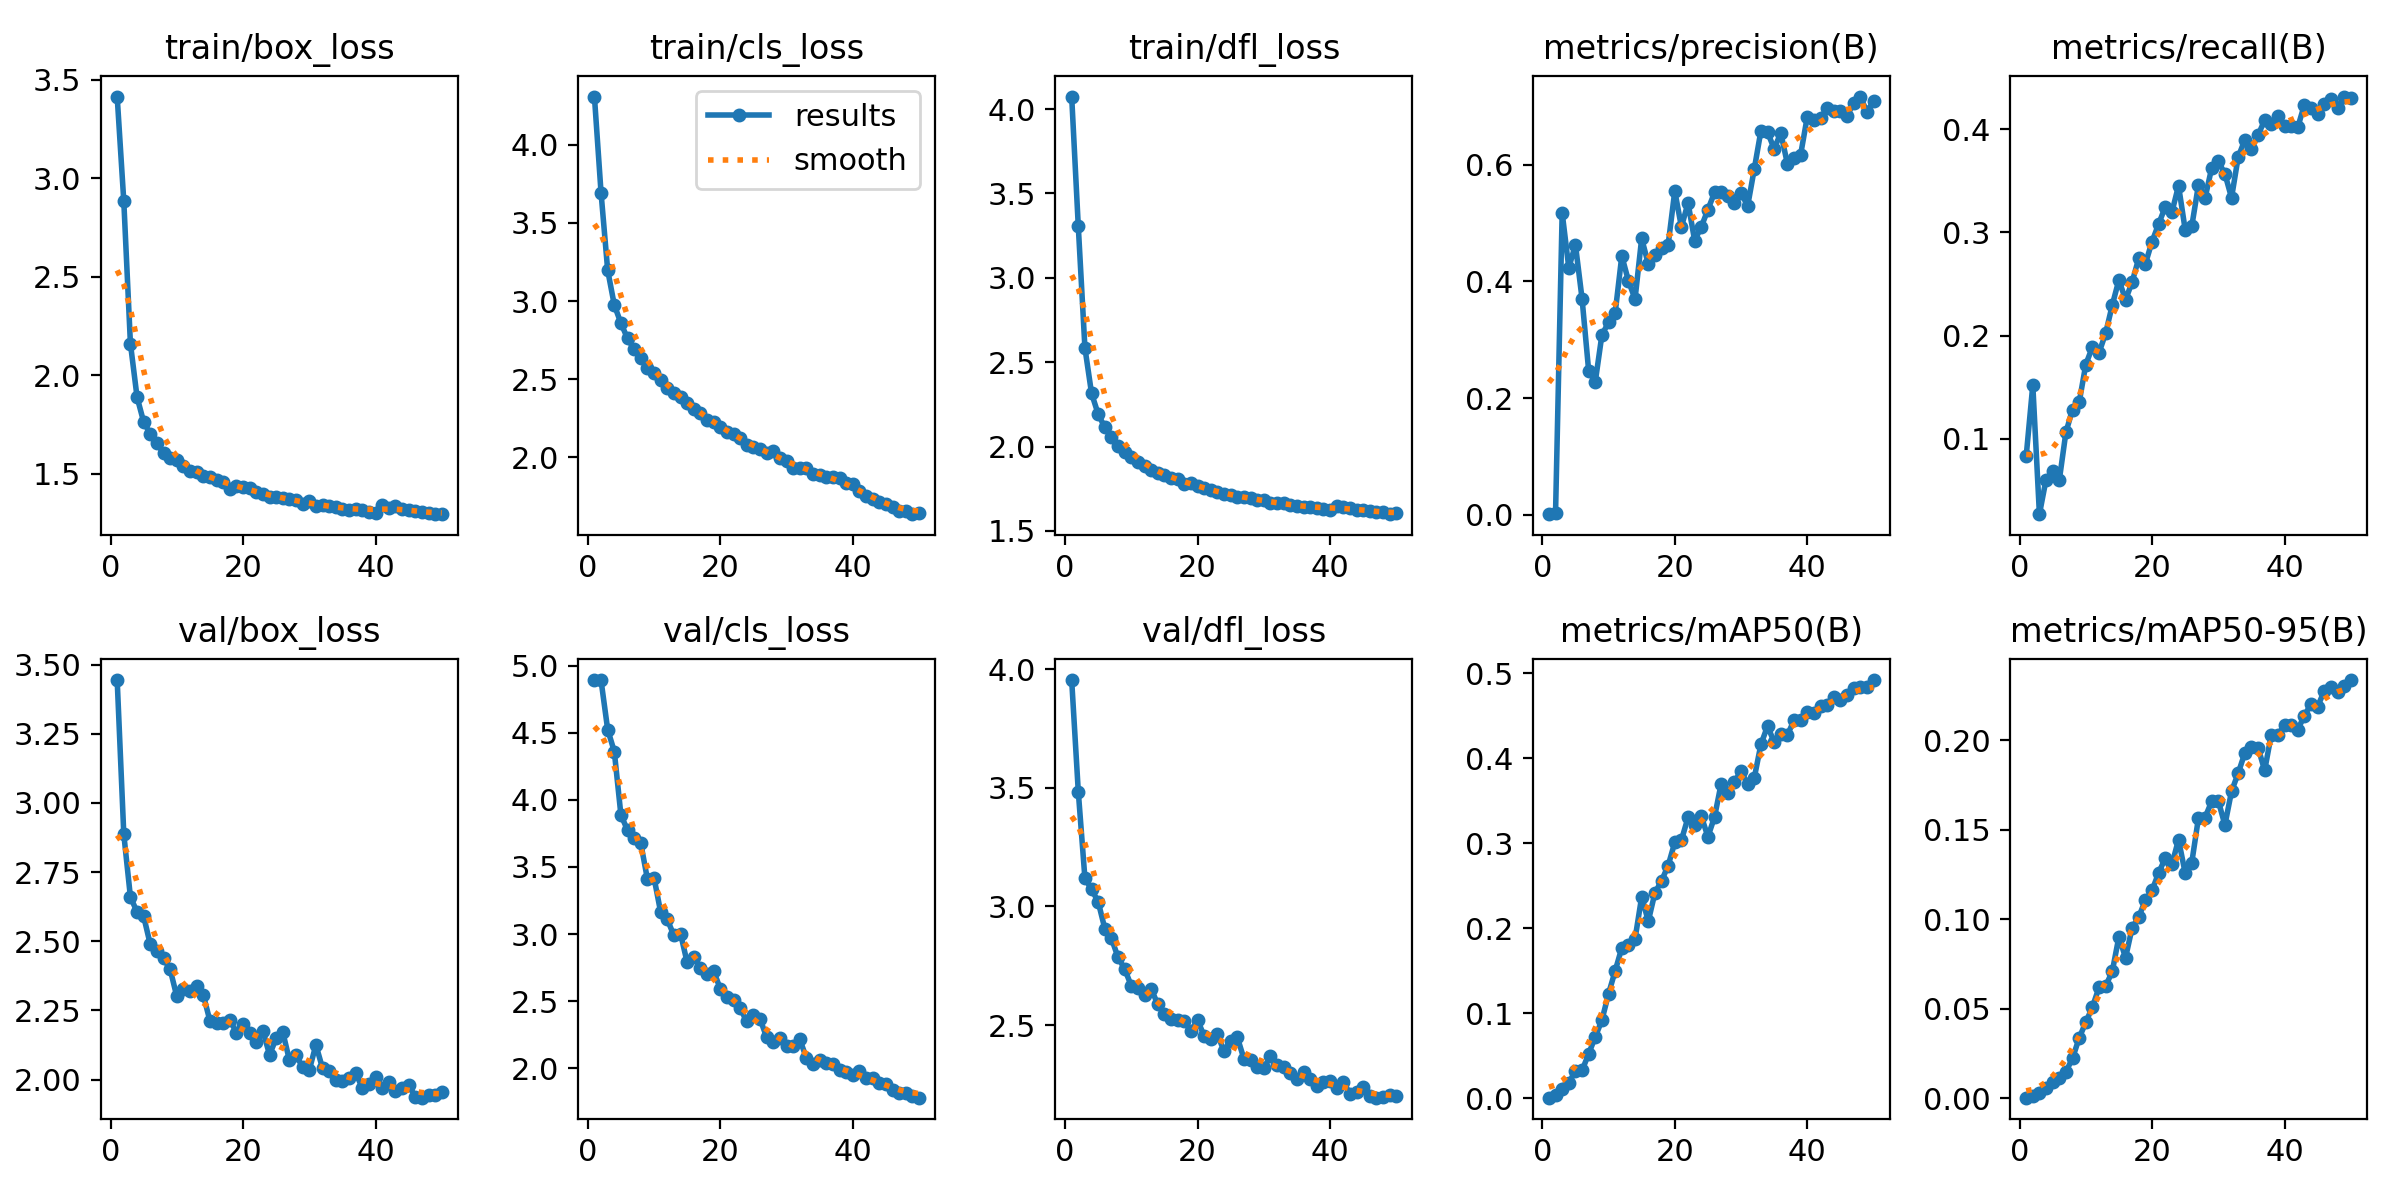 train/box_loss
3.5
3.0
2.5
2.0
1.5
0 20 40
train/cls_loss
results
smooth
4.0
3.5
3.0
2.5
2.0
0 20 40
train/dfl_loss
4.0
3.5
3.0
2.5
2.0
1.5
0 20 40
metrics/precision(B)
0.6
0.4
0.2
0.0
0 20 40
metrics/recall(B)
0.4
0.3
0.2
0.1
0 20 40
val/box_loss
3.50
3.25
3.00
2.75
2.50
2.25
2.00
0 20 40
val/cls_loss
5.0
4.5
4.0
3.5
3.0
2.5
2.0
0 20 40
val/dfl_loss
4.0
3.5
3.0
2.5
0 20 40
metrics/mAP50(B)
0.5
0.4
0.3
0.2
0.1
0.0
0 20 40
metrics/mAP50-95(B)
0.20
0.15
0.10
0.05
0.00
0 20 40